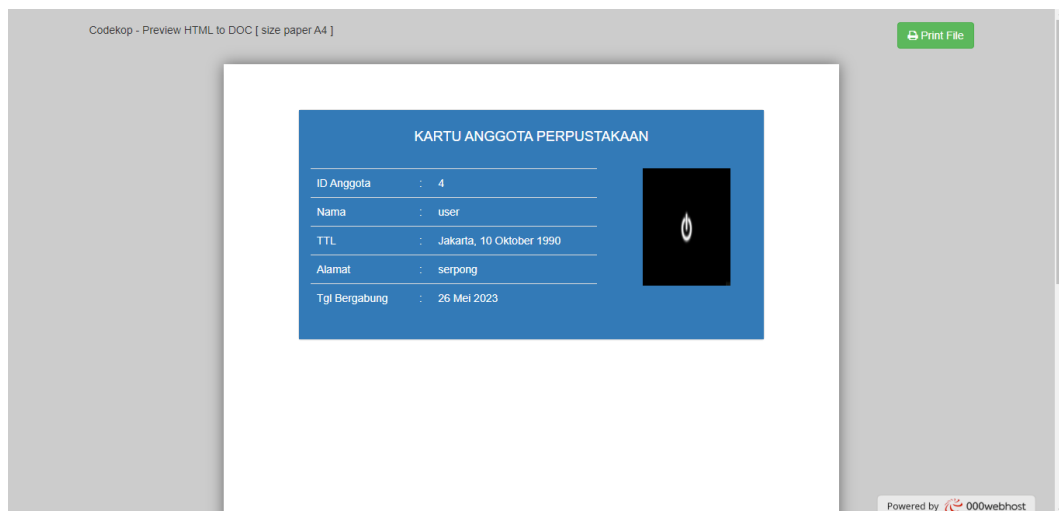 Codekop - Preview HTML to DOC [ size paper A4 ]
Print File
KARTU ANGGOTA PERPUSTAKAAN
ID Anggota : 4
Nama : user
TTL : Jakarta, 10 Oktober 1990
Alamat : serpong
Tgl Bergabung : 26 Mei 2023
Powered by 000webhost